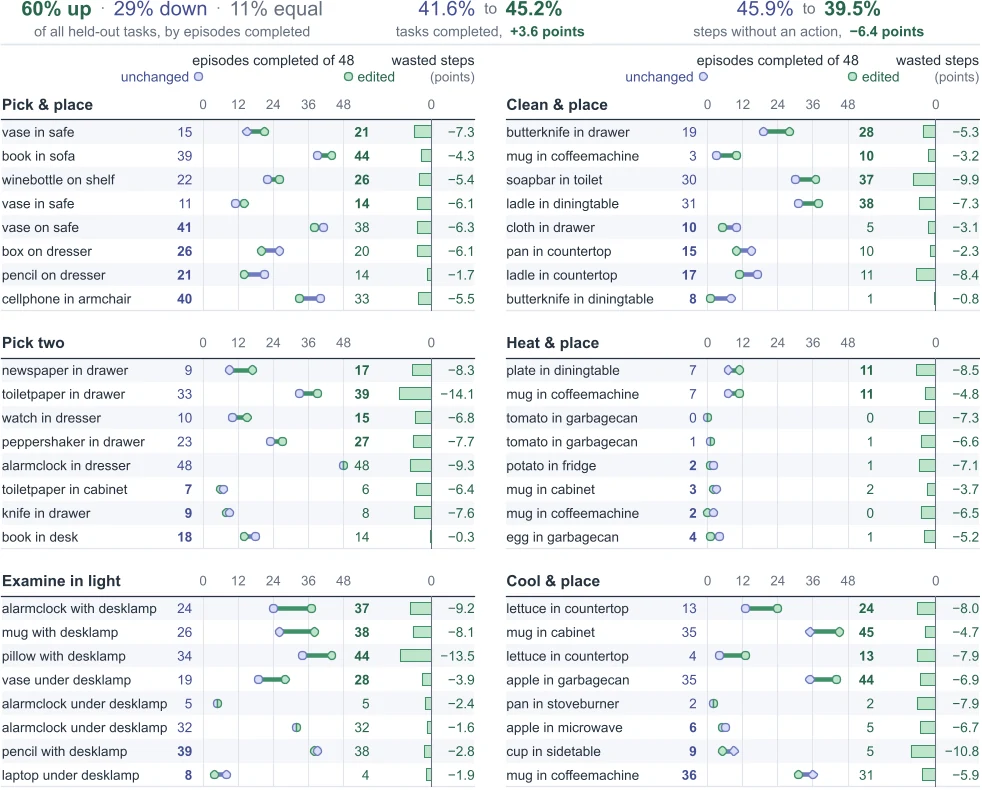 60% up · 29% down · 11% equal
of all held-out tasks, by episodes completed
41.6% to 45.2%
tasks completed, +3.6 points
45.9% to 39.5%
steps without an action, −6.4 points
episodes completed of 48 wasted steps
unchanged edited (points)
Pick & place 0 12 24 36 48 0
vase in safe 15 21 −7.3
book in sofa 39 44 −4.3
winebottle on shelf 22 26 −5.4
vase in safe 11 14 −6.1
vase on safe 41 38 −6.3
box on dresser 26 20 −6.1
pencil on dresser 21 14 −1.7
cellphone in armchair 40 33 −5.5
Pick two 0 12 24 36 48 0
newspaper in drawer 9 17 −8.3
toiletpaper in drawer 33 39 −14.1
watch in dresser 10 15 −6.8
peppershaker in drawer 23 27 −7.7
alarmclock in dresser 48 48 −9.3
toiletpaper in cabinet 7 6 −6.4
knife in drawer 9 8 −7.6
book in desk 18 14 −0.3
Examine in light 0 12 24 36 48 0
alarmclock with desklamp 24 37 −9.2
mug with desklamp 26 38 −8.1
pillow with desklamp 34 44 −13.5
vase under desklamp 19 28 −3.9
alarmclock under desklamp 5 5 −2.4
alarmclock under desklamp 32 32 −1.6
pencil with desklamp 39 38 −2.8
laptop under desklamp 8 4 −1.9
episodes completed of 48 wasted steps
unchanged edited (points)
Clean & place 0 12 24 36 48 0
butterknife in drawer 19 28 −5.3
mug in coffeemachine 3 10 −3.2
soapbar in toilet 30 37 −9.9
ladle in diningtable 31 38 −7.3
cloth in drawer 10 5 −3.1
pan in countertop 15 10 −2.3
ladle in countertop 17 11 −8.4
butterknife in diningtable 8 1 −0.8
Heat & place 0 12 24 36 48 0
plate in diningtable 7 11 −8.5
mug in coffeemachine 7 11 −4.8
tomato in garbagecan 0 0 −7.3
tomato in garbagecan 1 1 −6.6
potato in fridge 2 1 −7.1
mug in cabinet 3 2 −3.7
mug in coffeemachine 2 0 −6.5
egg in garbagecan 4 1 −5.2
Cool & place 0 12 24 36 48 0
lettuce in countertop 13 24 −8.0
mug in cabinet 35 45 −4.7
lettuce in countertop 4 13 −7.9
apple in garbagecan 35 44 −6.9
pan in stoveburner 2 2 −7.9
apple in microwave 6 5 −6.7
cup in sidetable 9 5 −10.8
mug in coffeemachine 36 31 −5.9